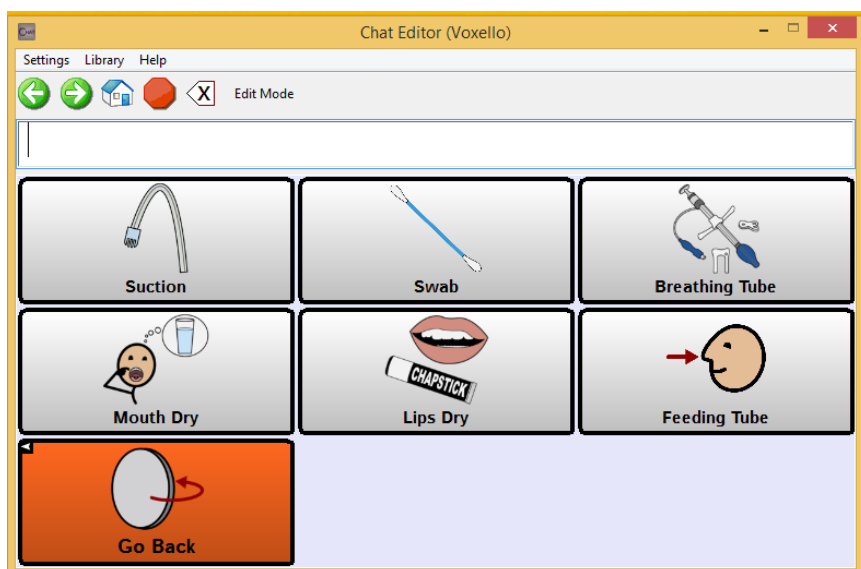 Chat Editor (Voxello)
Settings Library Help
X Edit Mode
Suction Swab Breathing Tube
CHAPSTICK
Mouth Dry Lips Dry Feeding Tube
Go Back